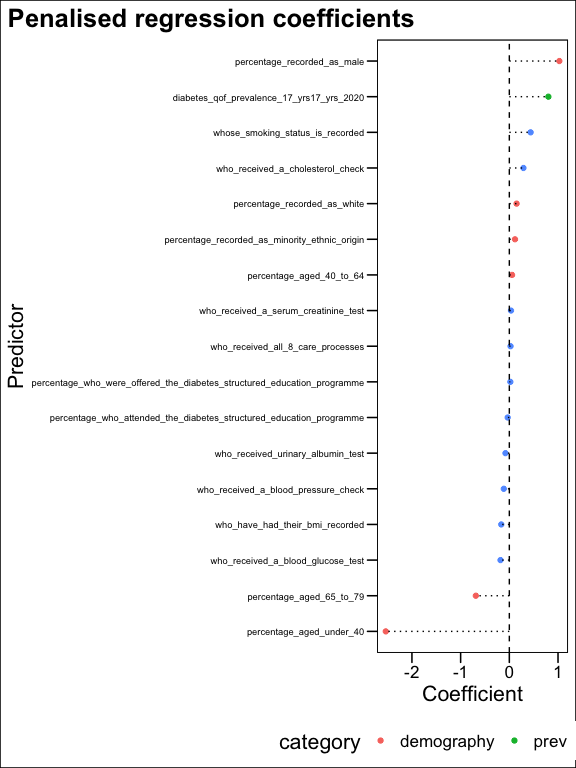 Penalised regression coefficients
Predictor
percentage_recorded_as_male
diabetes_qof_prevalence_17_yrs17_yrs_2020
whose_smoking_status_is_recorded
who_received_a_cholesterol_check
percentage_recorded_as_white
percentage_recorded_as_minority_ethnic_origin
percentage_aged_40_to_64
who_received_a_serum_creatinine_test
who_received_all_8_care_processes
percentage_who_were_offered_the_diabetes_structured_education_programme
percentage_who_attended_the_diabetes_structured_education_programme
who_received_urinary_albumin_test
who_received_a_blood_pressure_check
who_have_had_their_bmi_recorded
who_received_a_blood_glucose_test
percentage_aged_65_to_79
percentage_aged_under_40
-2 -1 0 1
Coefficient
category demography prev